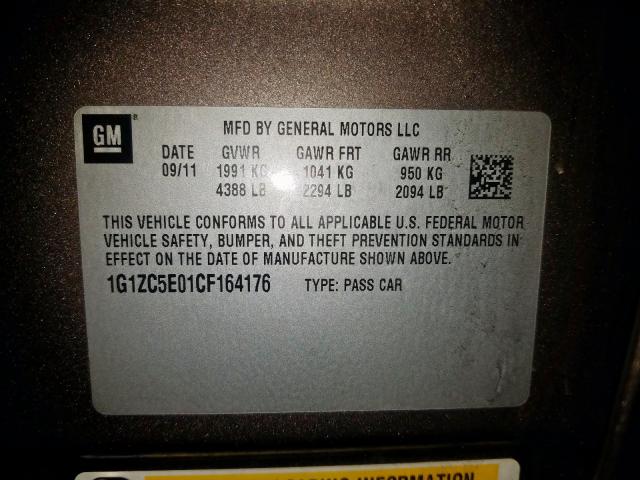 GM
MFD BY GENERAL MOTORS LLC
DATE GVWR GAWR FRT GAWR RR
09/11 1991 KG 1041 KG 950 KG
4388 LB 2294 LB 2094 LB
THIS VEHICLE CONFORMS TO ALL APPLICABLE U.S. FEDERAL MOTOR
VEHICLE SAFETY, BUMPER, AND THEFT PREVENTION STANDARDS IN
EFFECT ON THE DATE OF MANUFACTURE SHOWN ABOVE.
1G1ZC5E01CF164176 TYPE: PASS CAR
INFORMATION